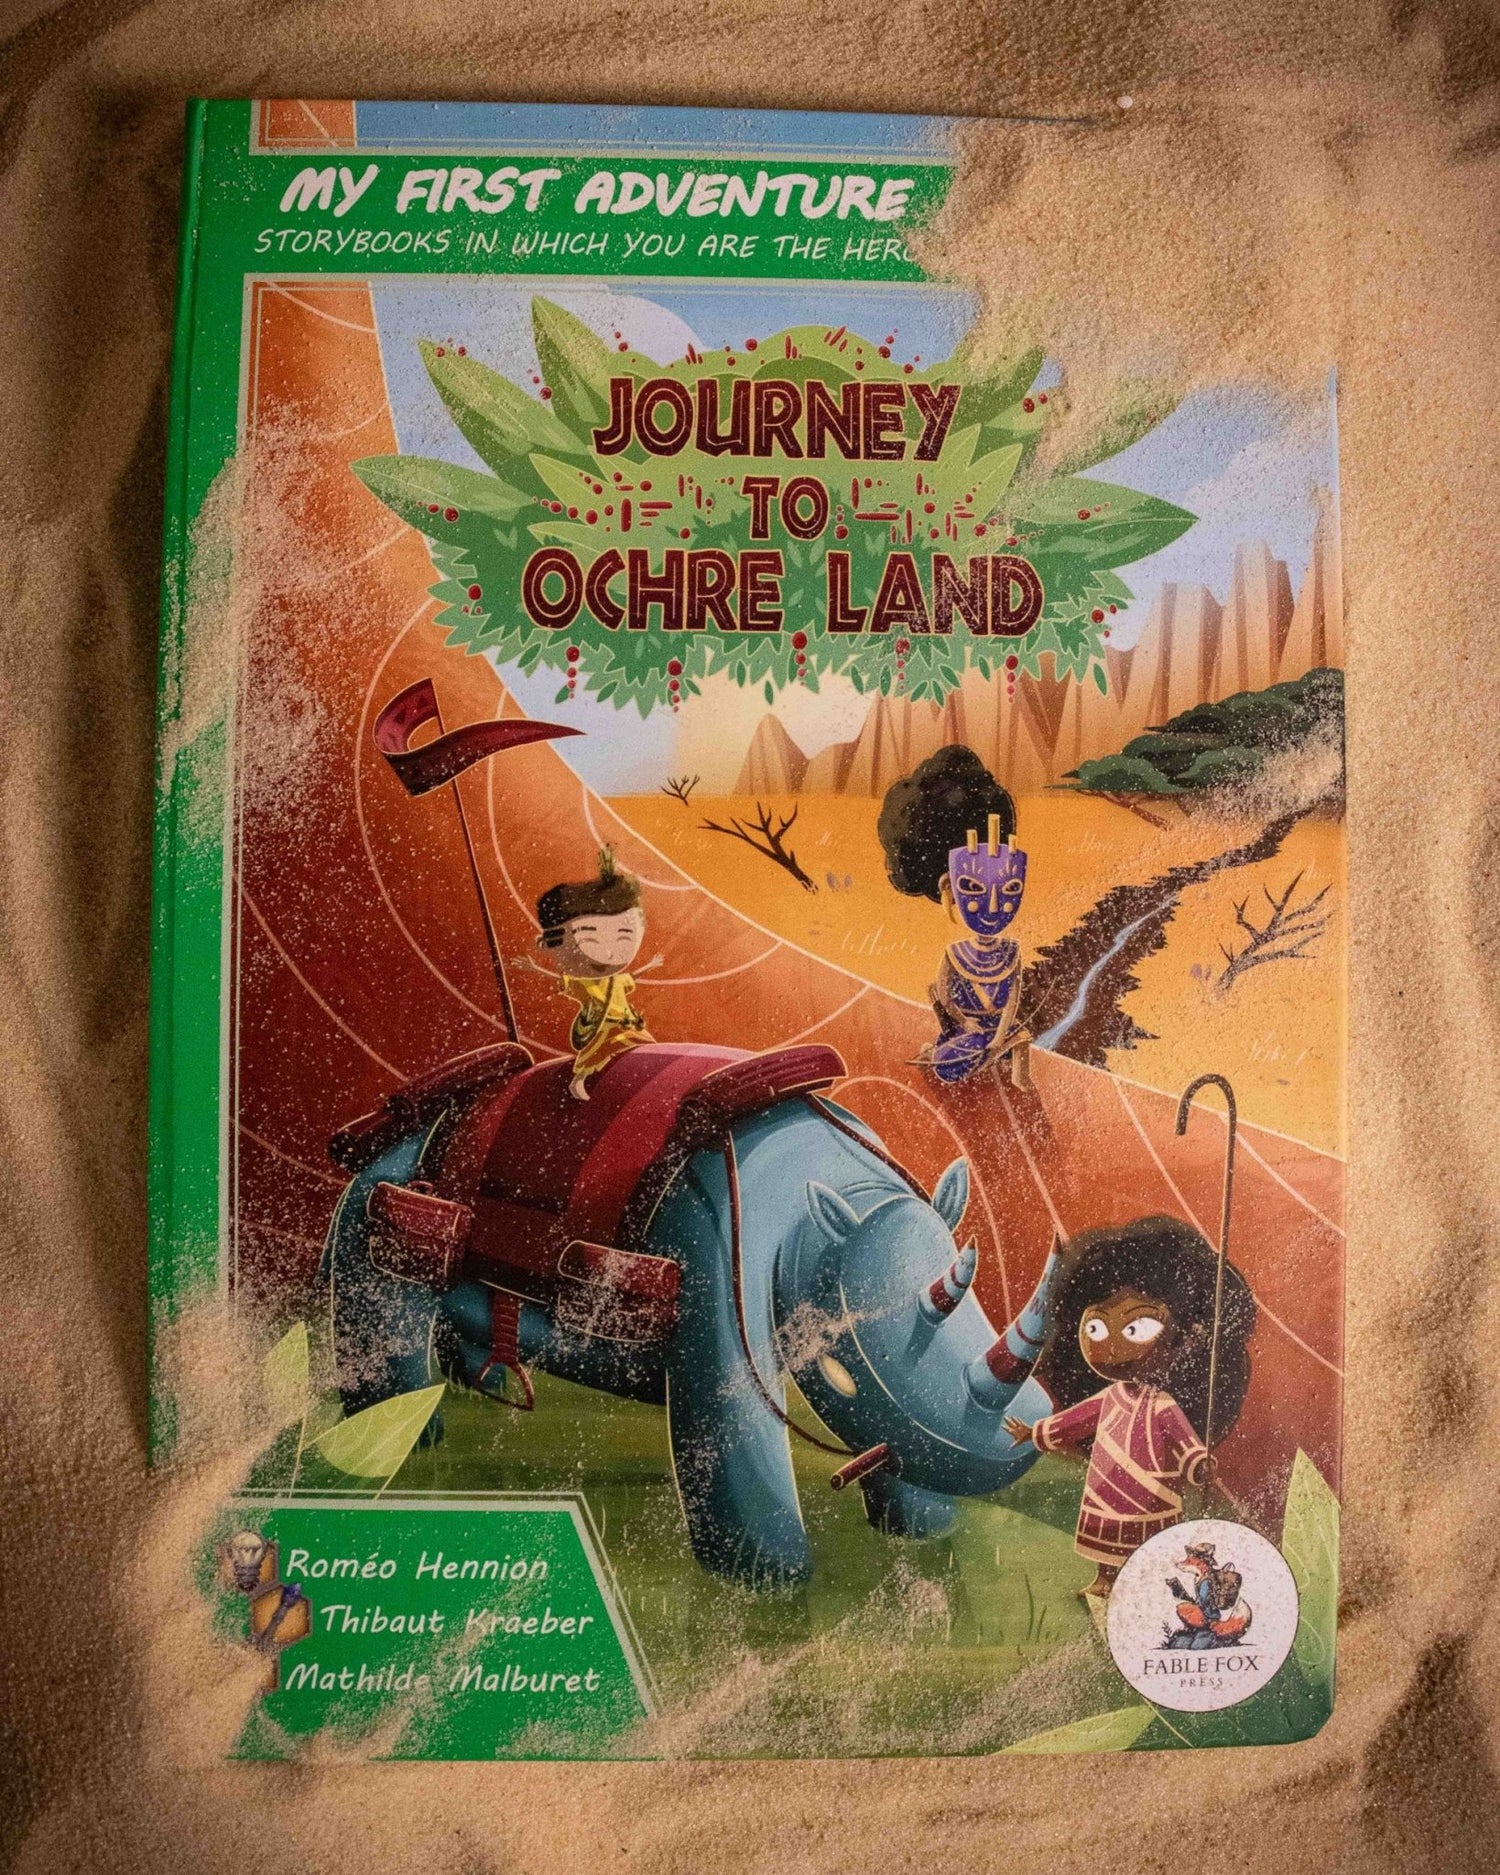 MY FIRST ADVENTURE
STORYBOOKS IN WHICH YOU ARE THE HERO
JOURNEY
TO
OCHRE LAND
Roméo Hennion
Thibaut Kraeber
Mathilde Malburet
FABLE FOX
PRESS